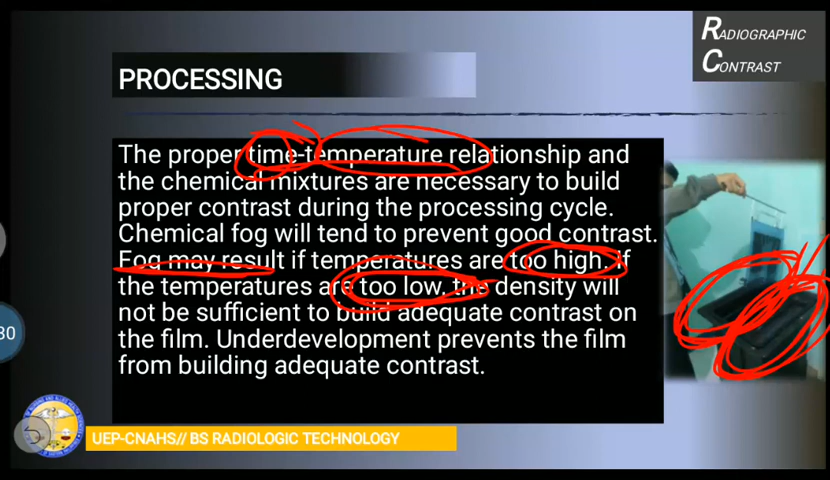 RADIOGRAPHIC
CONTRAST
PROCESSING
The proper time-temperature relationship and
the chemical mixtures are necessary to build
proper contrast during the processing cycle.
Chemical fog will tend to prevent good contrast.
Fog may result if temperatures are too high. If
the temperatures are too low, the density will
not be sufficient to build adequate contrast on
the film. Underdevelopment prevents the film
from building adequate contrast.
30
UEP-CNAHS// BS RADIOLOGIC TECHNOLOGY